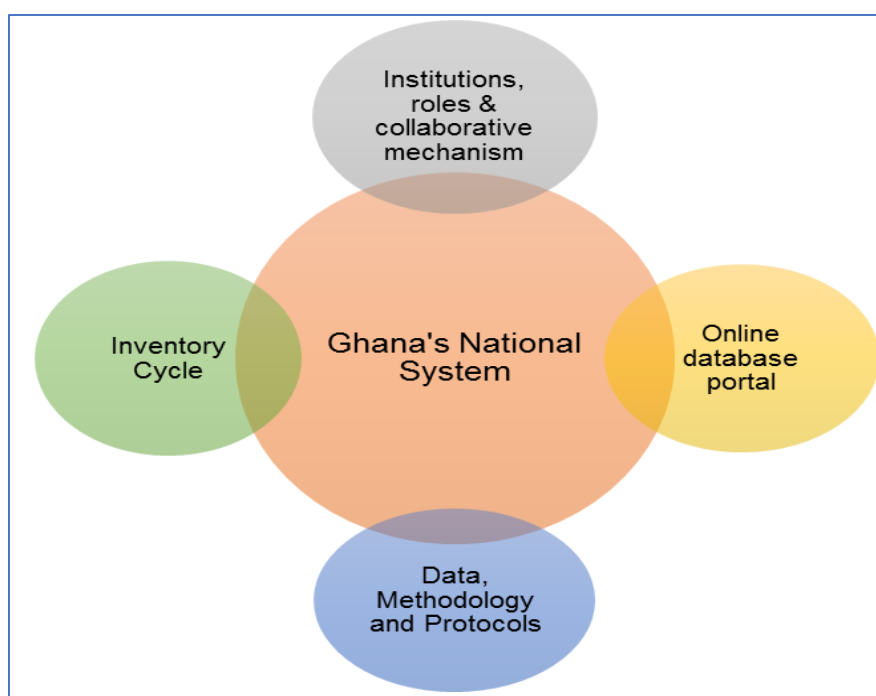 Institutions,
roles &
collaborative
mechanism
Inventory
Cycle
Ghana's National
System
Online
database
portal
Data,
Methodology
and Protocols